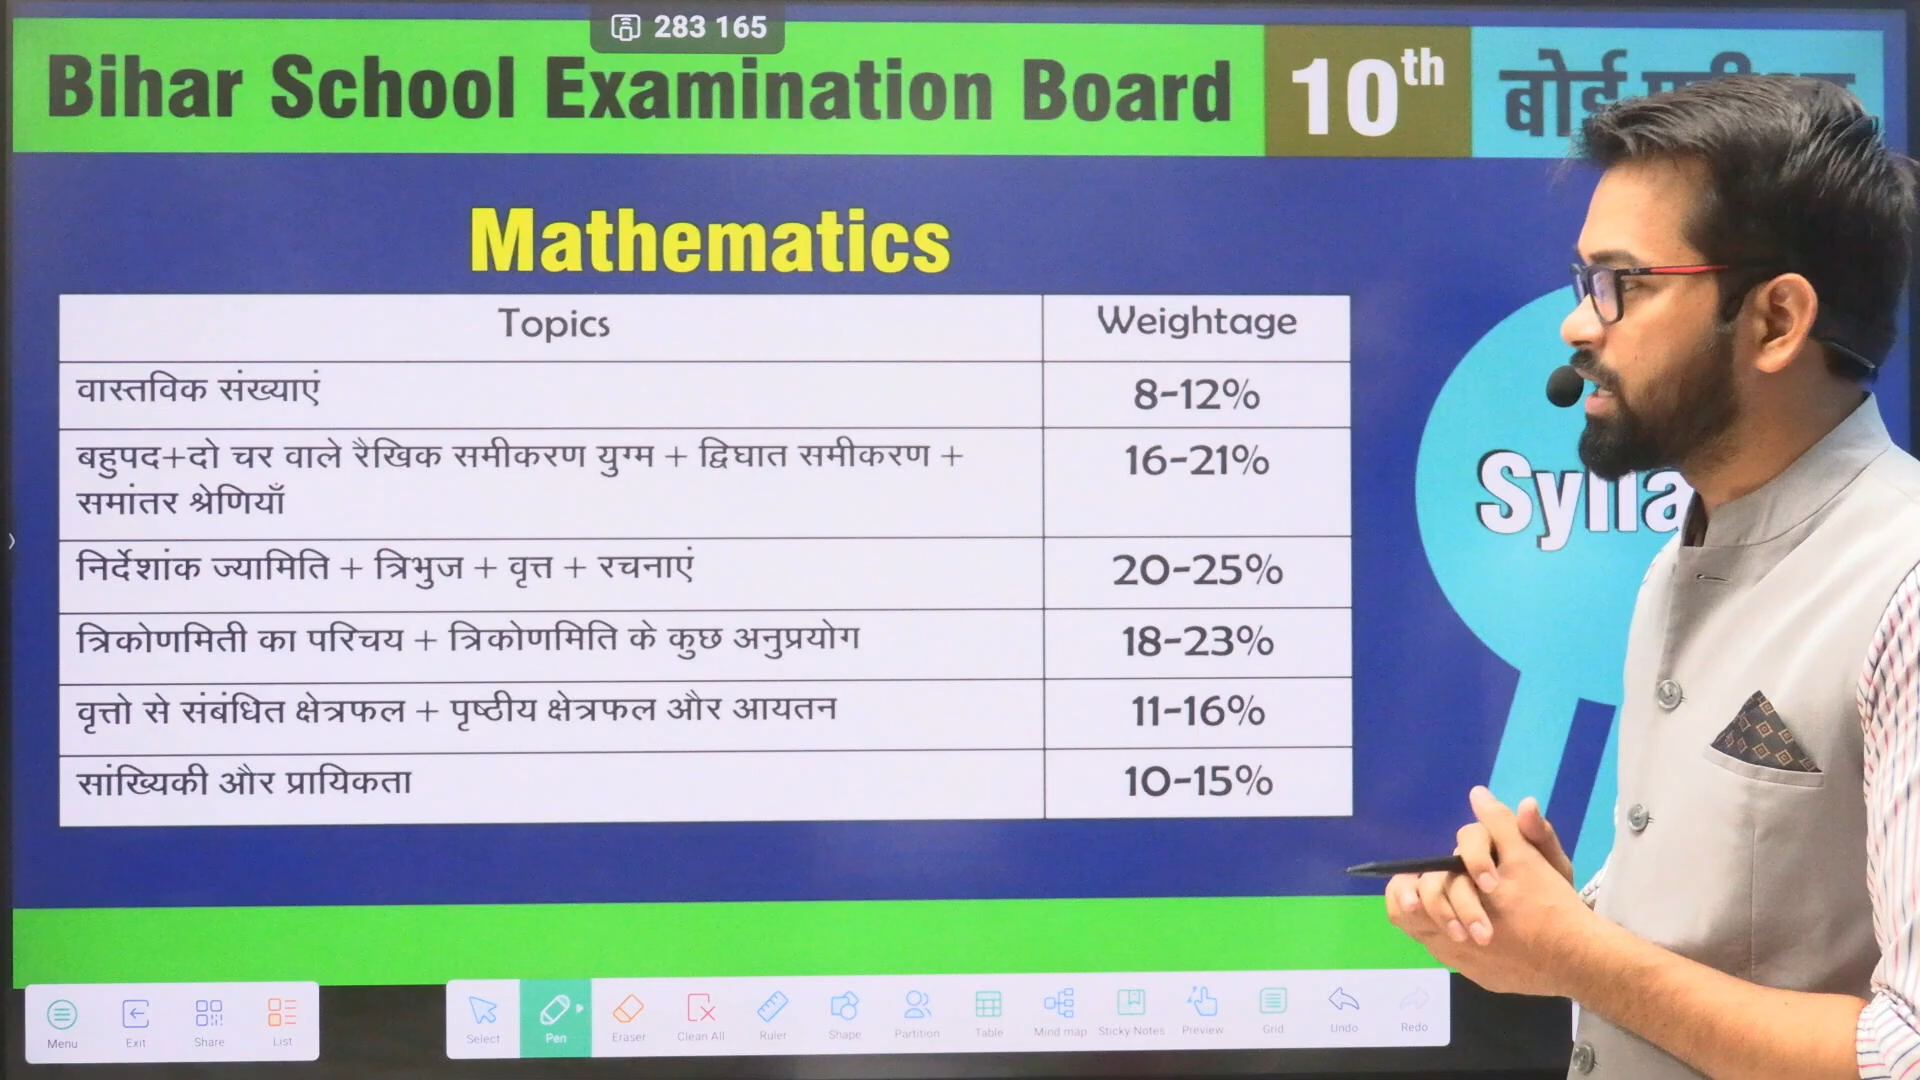 283 165
Bihar School Examination Board 10th बोर्ड
Mathematics
Topics Weightage
वास्तविक संख्याएं 8-12%
बहुपद+दो चर वाले रैखिक समीकरण युग्म + द्विघात समीकरण + 16-21%
समांतर श्रेणियाँ
निर्देशांक ज्यामिति + त्रिभुज + वृत्त + रचनाएं 20-25%
त्रिकोणमिती का परिचय + त्रिकोणमिति के कुछ अनुप्रयोग 18-23%
वृत्तो से संबंधित क्षेत्रफल + पृष्ठीय क्षेत्रफल और आयतन 11-16%
सांख्यिकी और प्रायिकता 10-15%
Menu Exit Share List Select Pen Eraser Clean All Ruler Shape Partition Table Mind map Sticky Notes Preview Grid Undo Redo